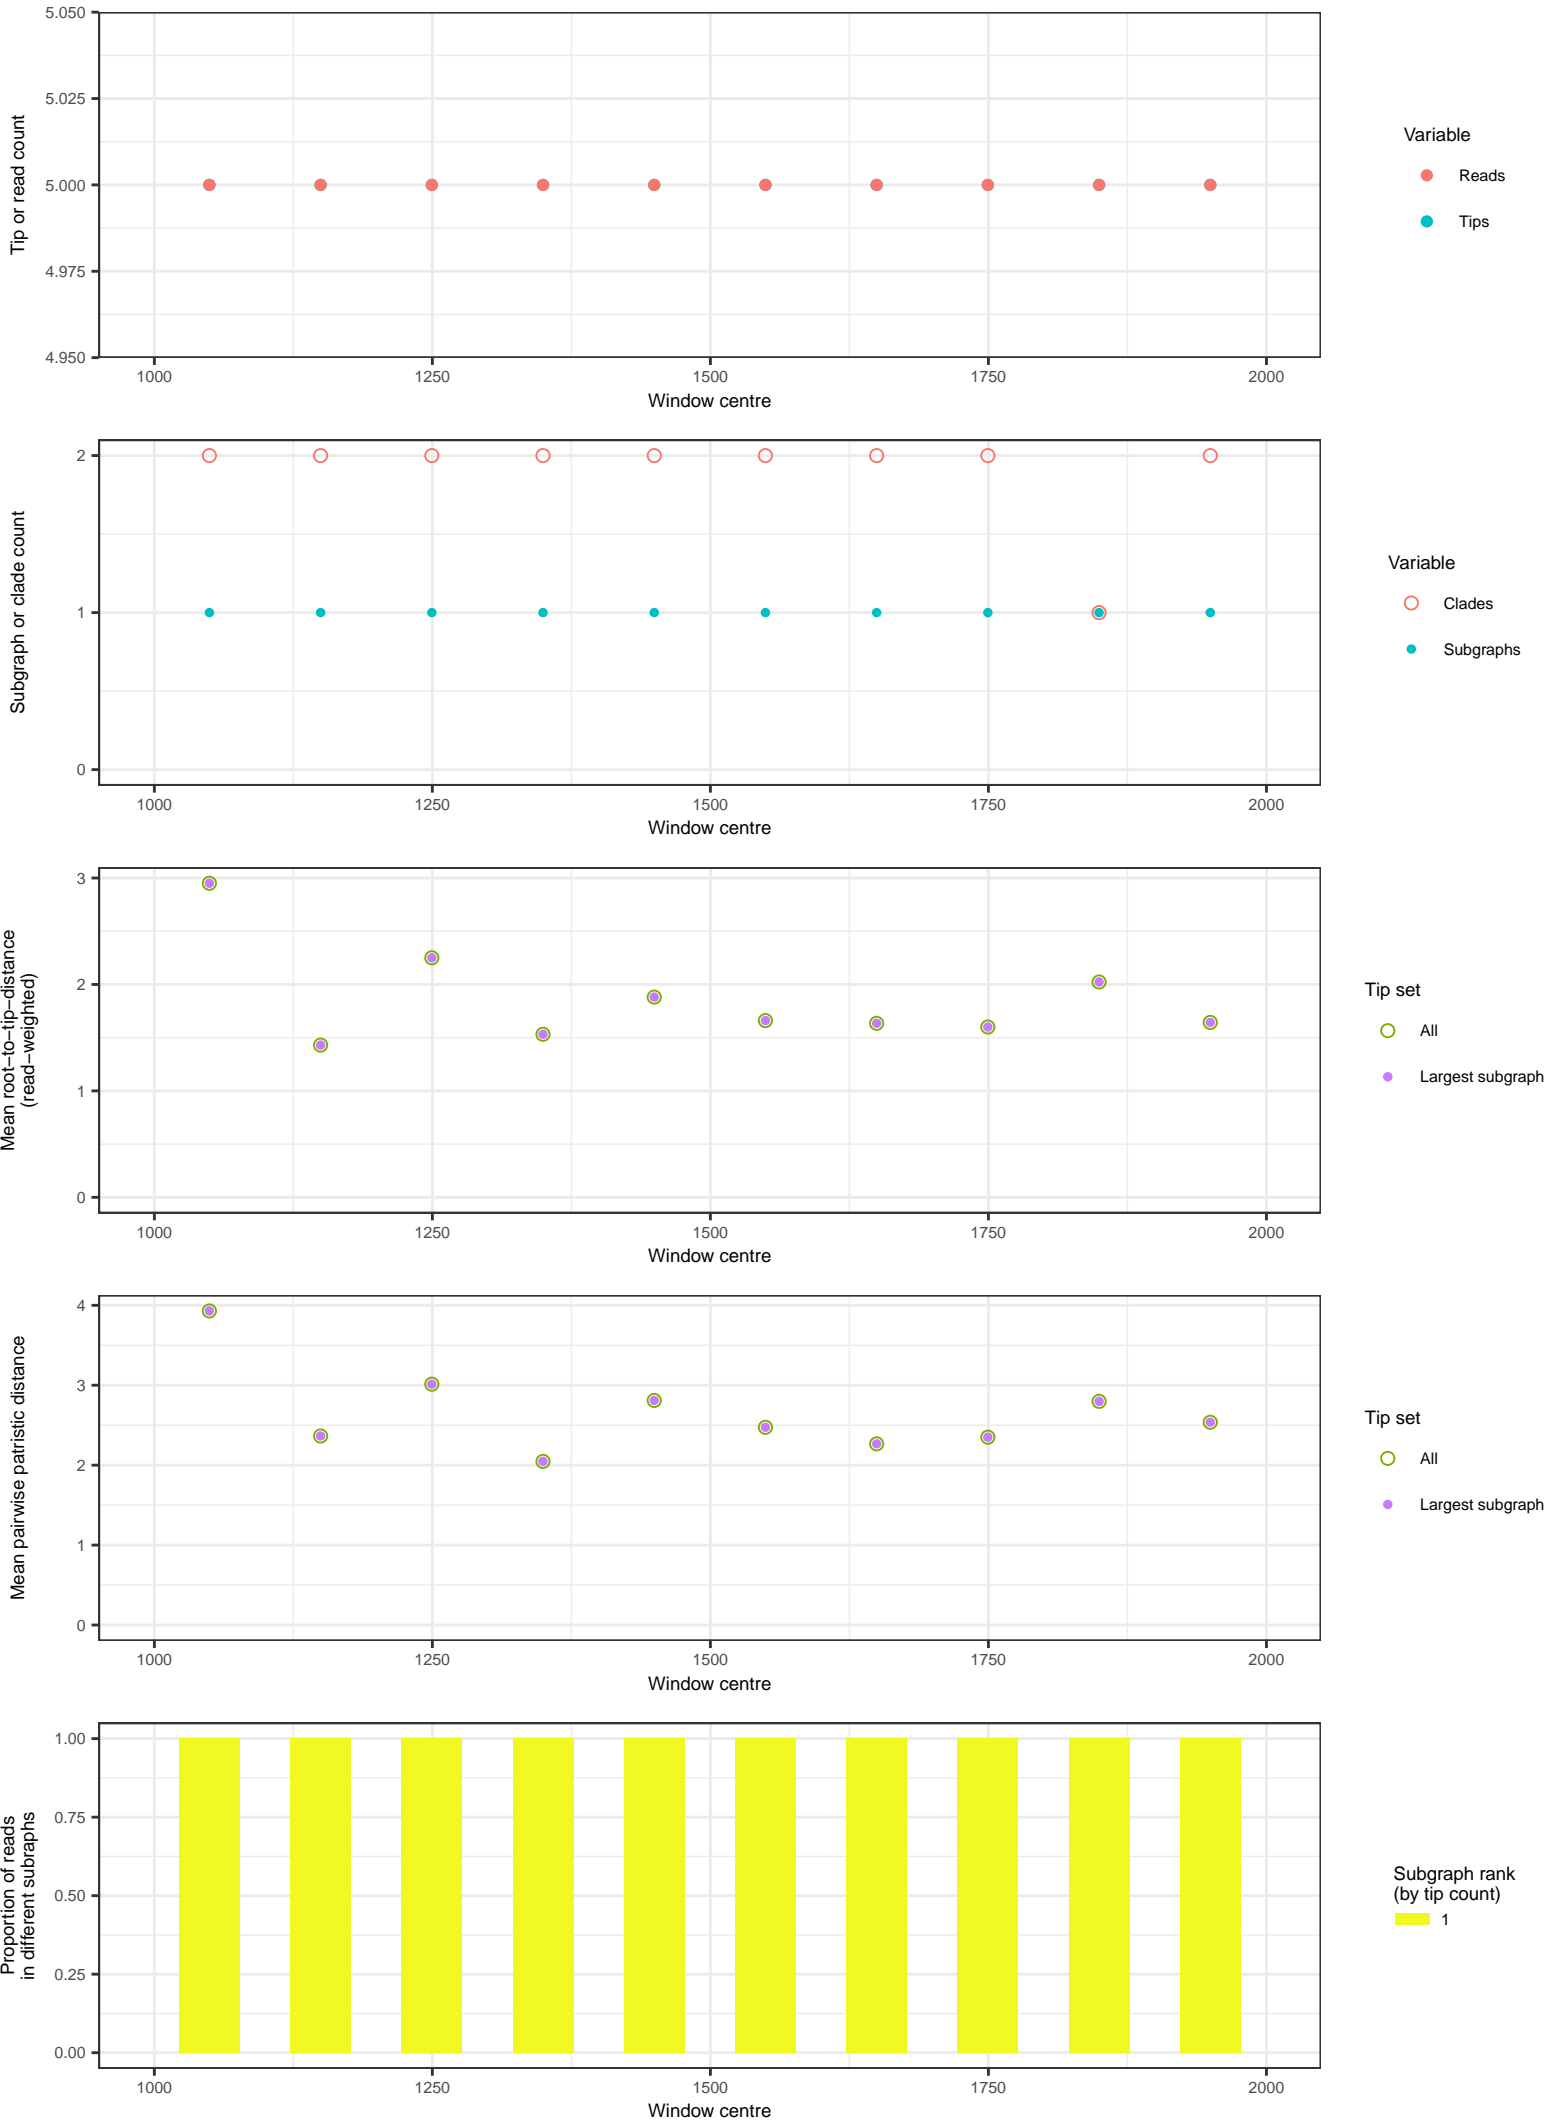 5.050
5.025
5.000
4.975
4.950
Tip or read count
1000 1250 1500 1750 2000
Window centre
Variable
Reads
Tips
2
1
0
Subgraph or clade count
1000 1250 1500 1750 2000
Window centre
Variable
Clades
Subgraphs
3
2
1
0
Mean root−to−tip−distance
(read−weighted)
1000 1250 1500 1750 2000
Window centre
Tip set
All
Largest subgraph
4
3
2
1
0
Mean pairwise patristic distance
1000 1250 1500 1750 2000
Window centre
Tip set
All
Largest subgraph
1.00
0.75
0.50
0.25
0.00
Proportion of reads
in different subraphs
1000 1250 1500 1750 2000
Window centre
Subgraph rank
(by tip count)
1